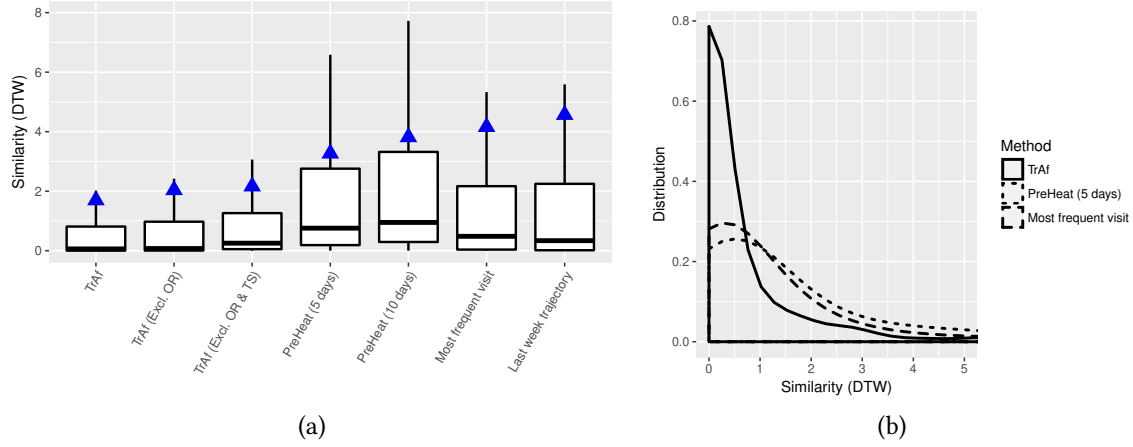 8
6
4
2
0
Similarity (DTW)
TrAf
TrAf (Excl. OR)
TrAf (Excl. OR & TS)
PreHeat (5 days)
PreHeat (10 days)
Most frequent visit
Last week trajectory
(a)
0.8
0.6
0.4
0.2
0.0
Distribution
0 1 2 3 4 5
Similarity (DTW)
Method
TrAf
PreHeat (5 days)
Most frequent visit
(b)